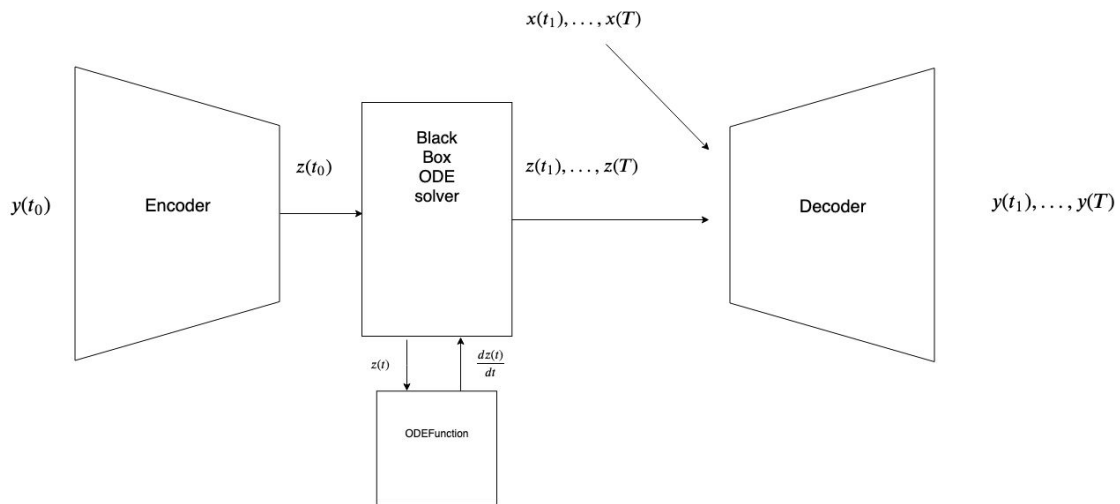 x(t₁), . . . , x(T)
Black
Box
ODE
solver
z(t₀)
z(t₁), . . . , z(T)
y(t₀)
Encoder
Decoder
y(t₁), . . . , y(T)
z(t)
dz(t)
dt
ODEFunction